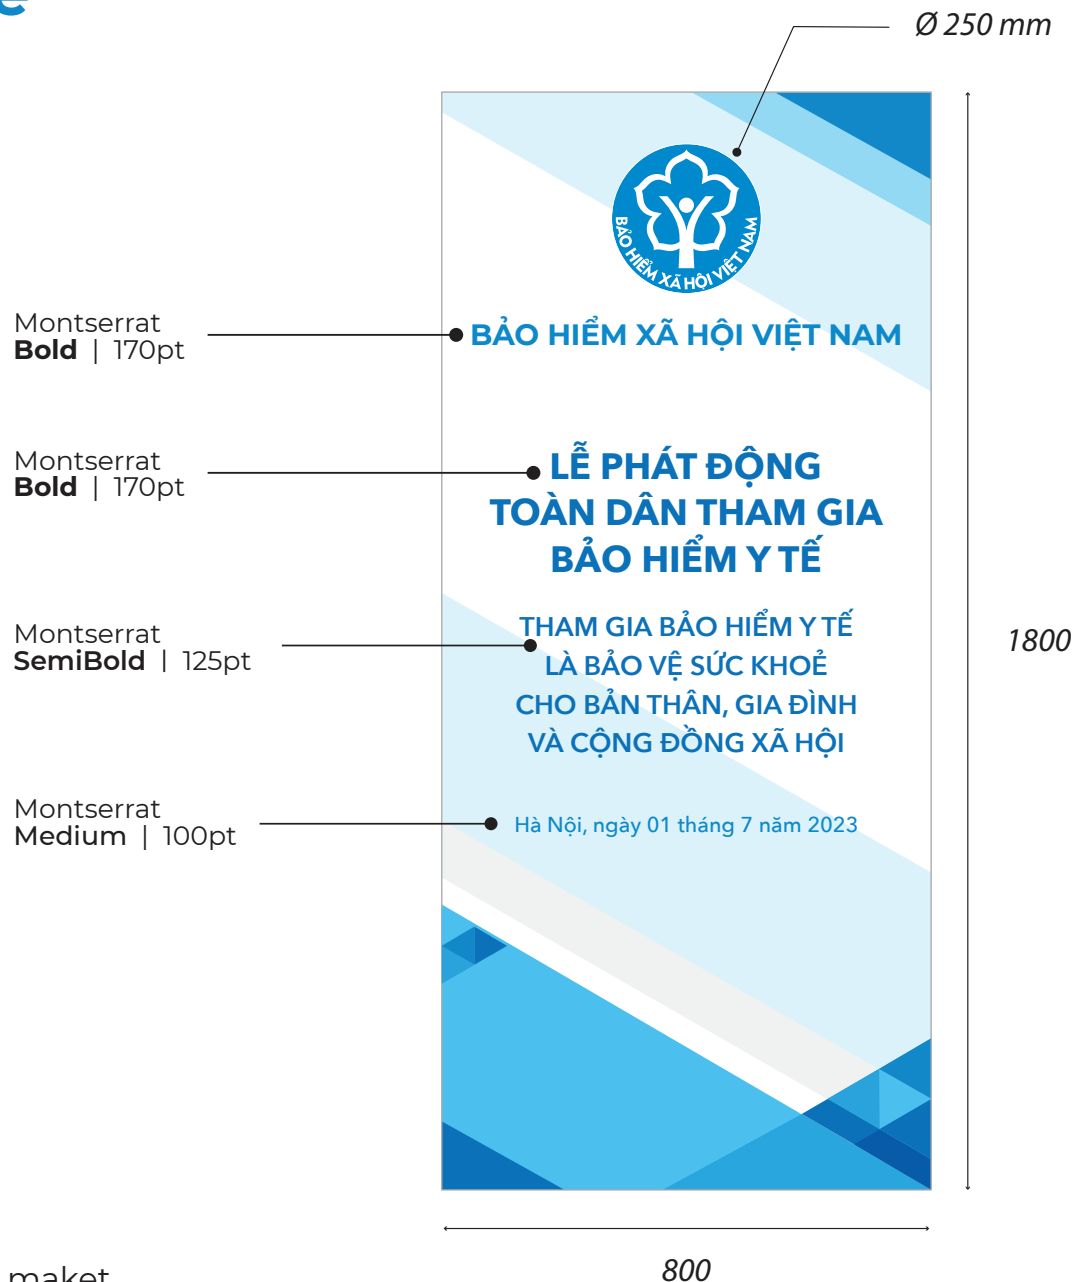 Ø 250 mm
BẢO HIỂM XÃ HỘI VIỆT NAM
Montserrat
Bold | 170pt
BẢO HIỂM XÃ HỘI VIỆT NAM
Montserrat
Bold | 170pt
LỄ PHÁT ĐỘNG
TOÀN DÂN THAM GIA
BẢO HIỂM Y TẾ
Montserrat
SemiBold | 125pt
THAM GIA BẢO HIỂM Y TẾ
LÀ BẢO VỆ SỨC KHOẺ
CHO BẢN THÂN, GIA ĐÌNH
VÀ CỘNG ĐỒNG XÃ HỘI
1800
Montserrat
Medium | 100pt
Hà Nội, ngày 01 tháng 7 năm 2023
800
maket